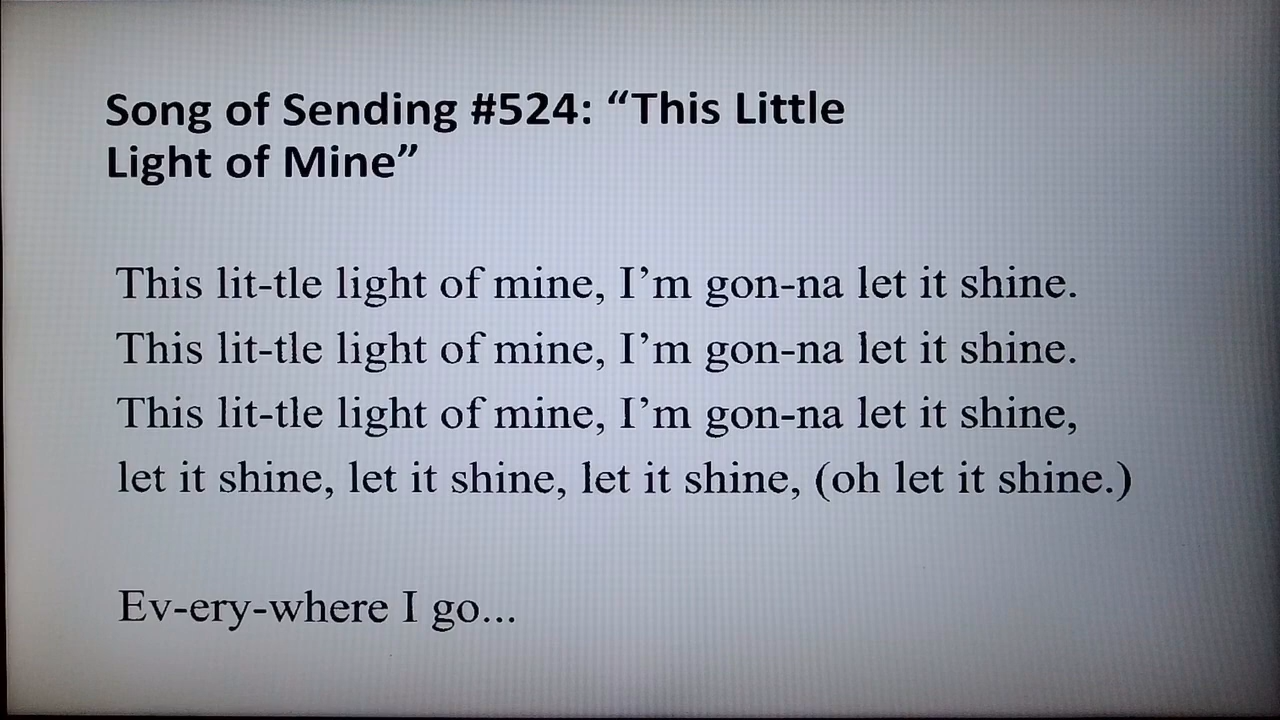 Song of Sending #524: “This Little
Light of Mine”
This lit-tle light of mine, I’m gon-na let it shine.
This lit-tle light of mine, I’m gon-na let it shine.
This lit-tle light of mine, I’m gon-na let it shine,
let it shine, let it shine, let it shine, (oh let it shine.)
Ev-ery-where I go...